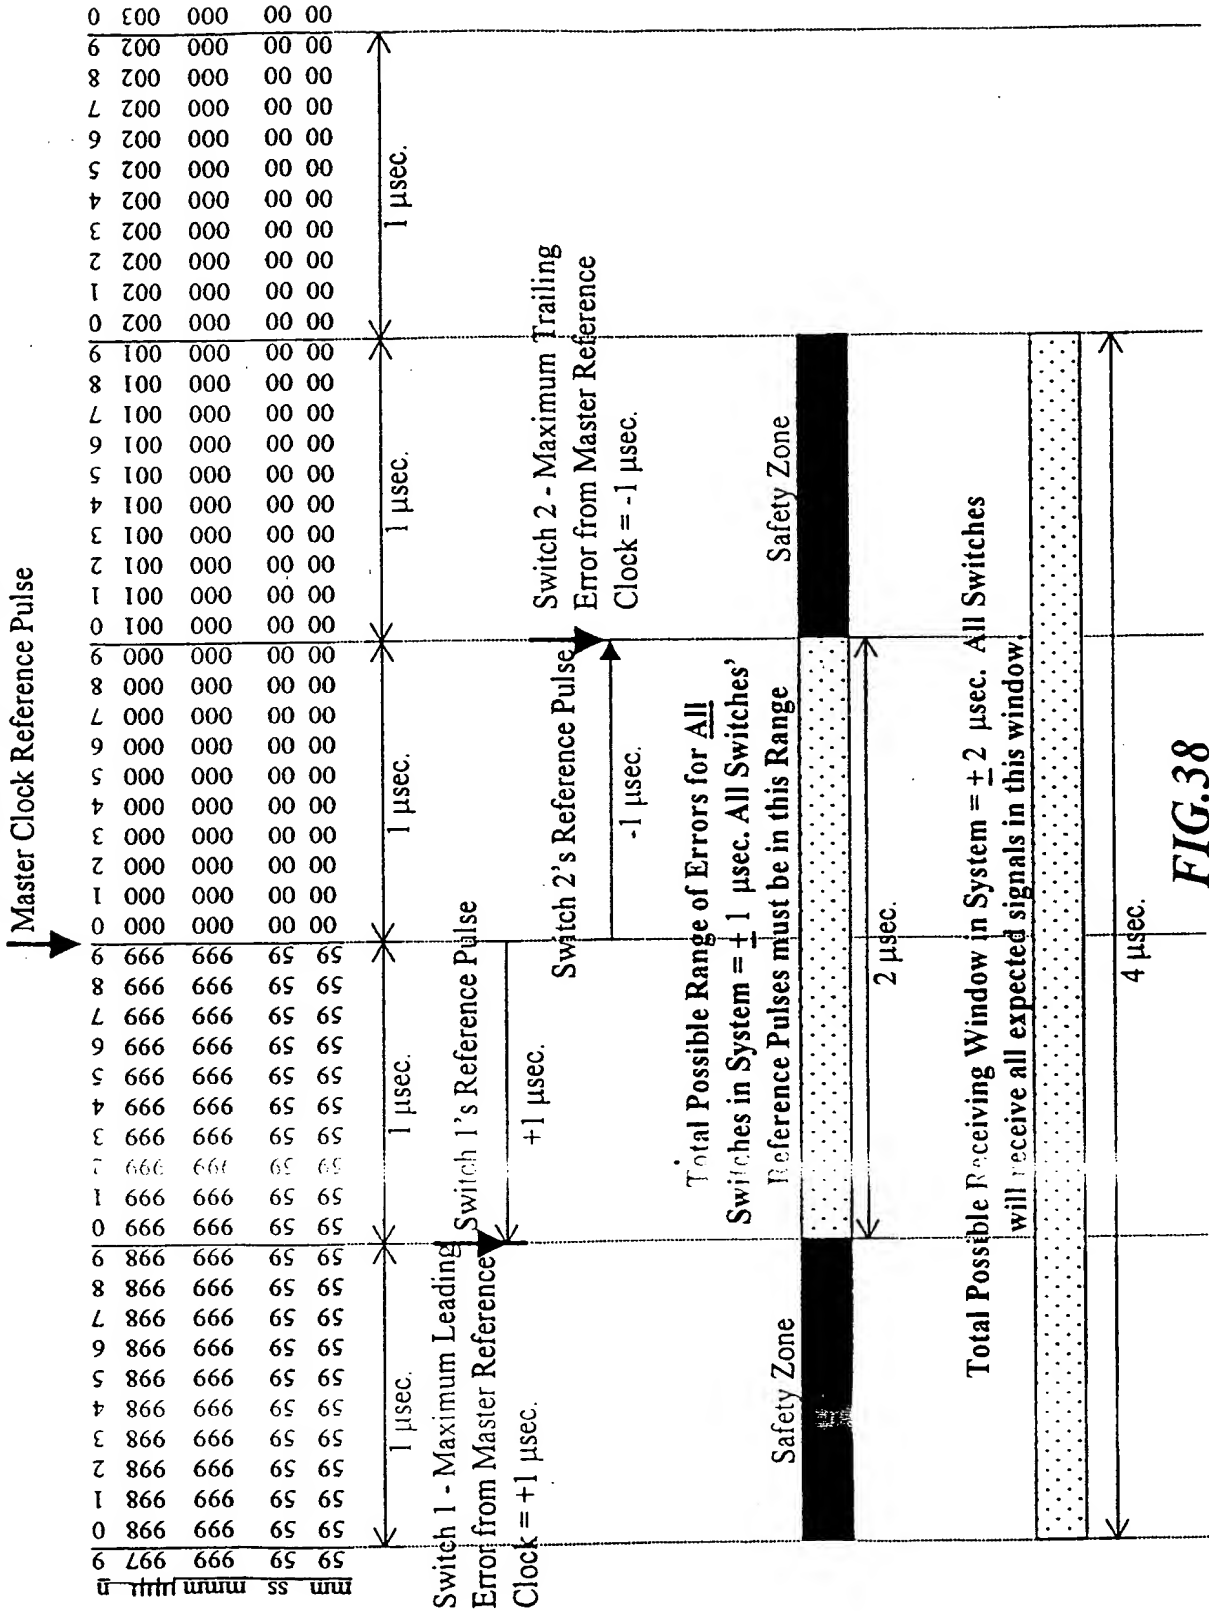 Master Clock Reference Pulse
mm ss mmm µµµ n
59 59 999 997 9
59 59 999 998 0
59 59 999 998 1
59 59 999 998 2
59 59 999 998 3
59 59 999 998 4
59 59 999 998 5
59 59 999 998 6
59 59 999 998 7
59 59 999 998 8
59 59 999 998 9
59 59 999 999 0
59 59 999 999 1
59 59 999 999 2
59 59 999 999 3
59 59 999 999 4
59 59 999 999 5
59 59 999 999 6
59 59 999 999 7
59 59 999 999 8
59 59 999 999 9
00 00 000 000 0
00 00 000 000 1
00 00 000 000 2
00 00 000 000 3
00 00 000 000 4
00 00 000 000 5
00 00 000 000 6
00 00 000 000 7
00 00 000 000 8
00 00 000 000 9
00 00 000 001 0
00 00 000 001 1
00 00 000 001 2
00 00 000 001 3
00 00 000 001 4
00 00 000 001 5
00 00 000 001 6
00 00 000 001 7
00 00 000 001 8
00 00 000 001 9
00 00 000 002 0
00 00 000 002 1
00 00 000 002 2
00 00 000 002 3
00 00 000 002 4
00 00 000 002 5
00 00 000 002 6
00 00 000 002 7
00 00 000 002 8
00 00 000 002 9
00 00 000 003 0
1 µsec.
1 µsec.
1 µsec.
1 µsec.
1 µsec.
Switch 1 - Maximum Leading
Error from Master Reference
Clock = +1 µsec.
Switch 1's Reference Pulse
+1 µsec.
Switch 2's Reference Pulse
-1 µsec.
Switch 2 - Maximum Trailing
Error from Master Reference
Clock = -1 µsec.
Total Possible Range of Errors for All
Switches in System = ± 1 µsec. All Switches'
Reference Pulses must be in this Range
Safety Zone
Safety Zone
2 µsec.
Total Possible Receiving Window in System = ± 2 µsec. All Switches
will receive all expected signals in this window.
4 µsec.
FIG.38